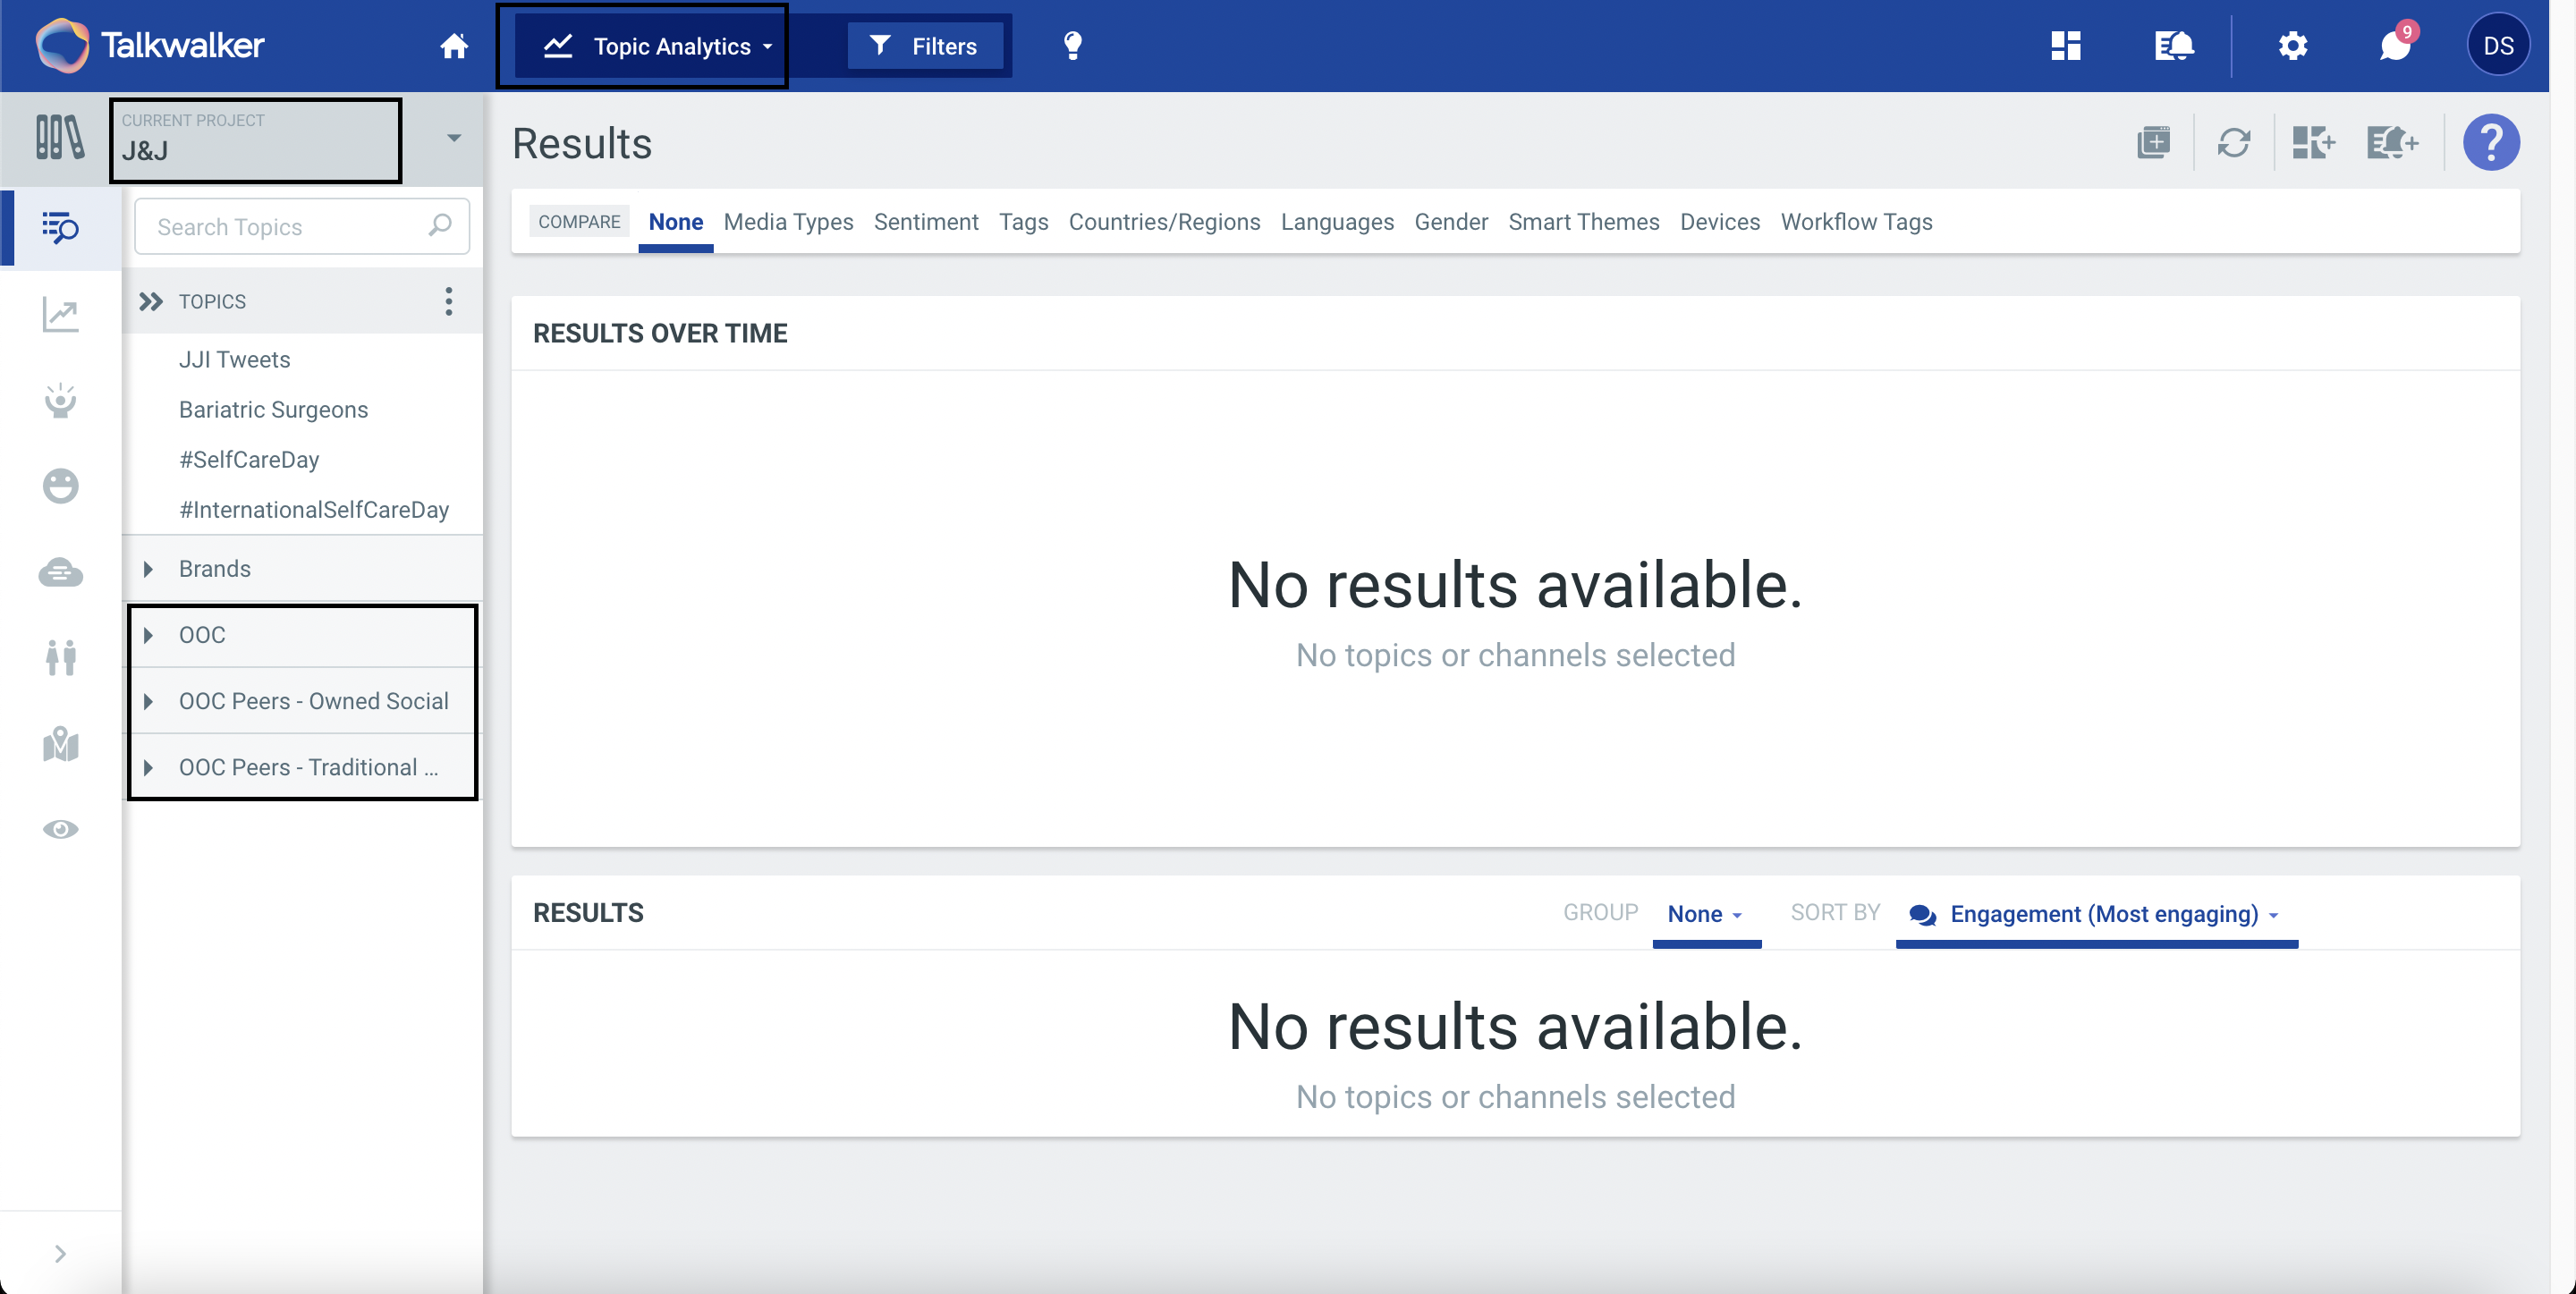 Talkwalker
Topic Analytics
Filters
9
DS
CURRENT PROJECT
J&J
Results
?
Search Topics
COMPARE None Media Types Sentiment Tags Countries/Regions Languages Gender Smart Themes Devices Workflow Tags
TOPICS
JJI Tweets
Bariatric Surgeons
#SelfCareDay
#InternationalSelfCareDay
Brands
OOC
OOC Peers - Owned Social
OOC Peers - Traditional ...
RESULTS OVER TIME
No results available.
No topics or channels selected
RESULTS
GROUP None SORT BY Engagement (Most engaging)
No results available.
No topics or channels selected